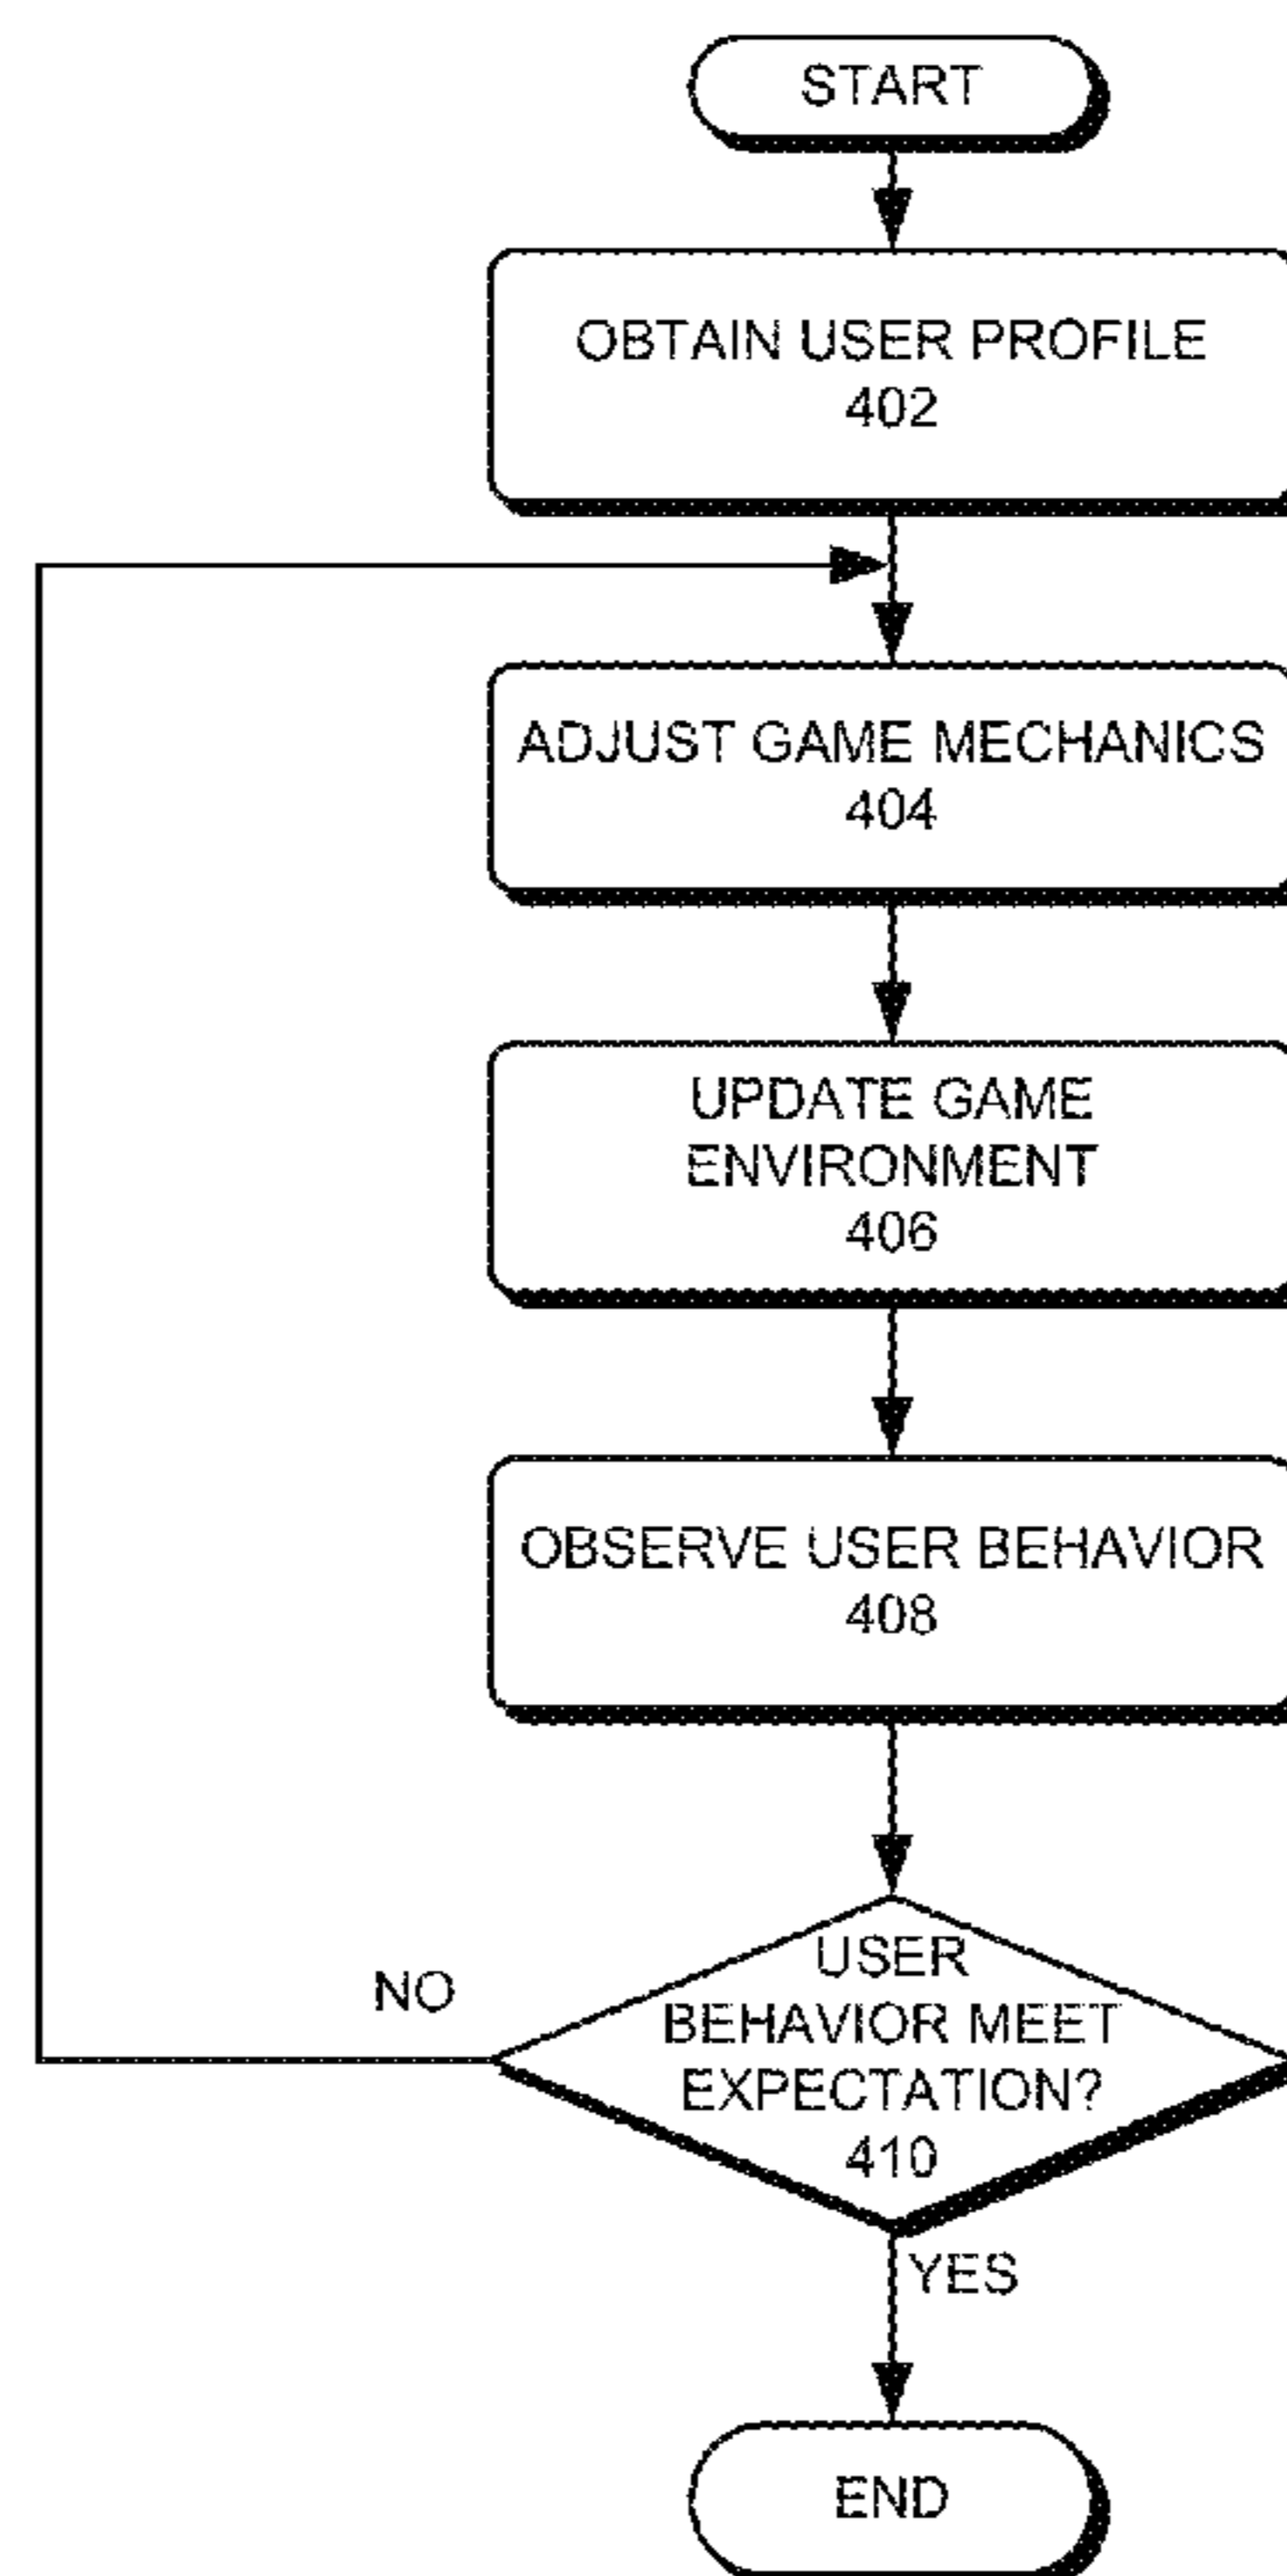 START
OBTAIN USER PROFILE
402
ADJUST GAME MECHANICS
404
UPDATE GAME
ENVIRONMENT
406
OBSERVE USER BEHAVIOR
408
USER
BEHAVIOR MEET
EXPECTATION?
410
NO
YES
END